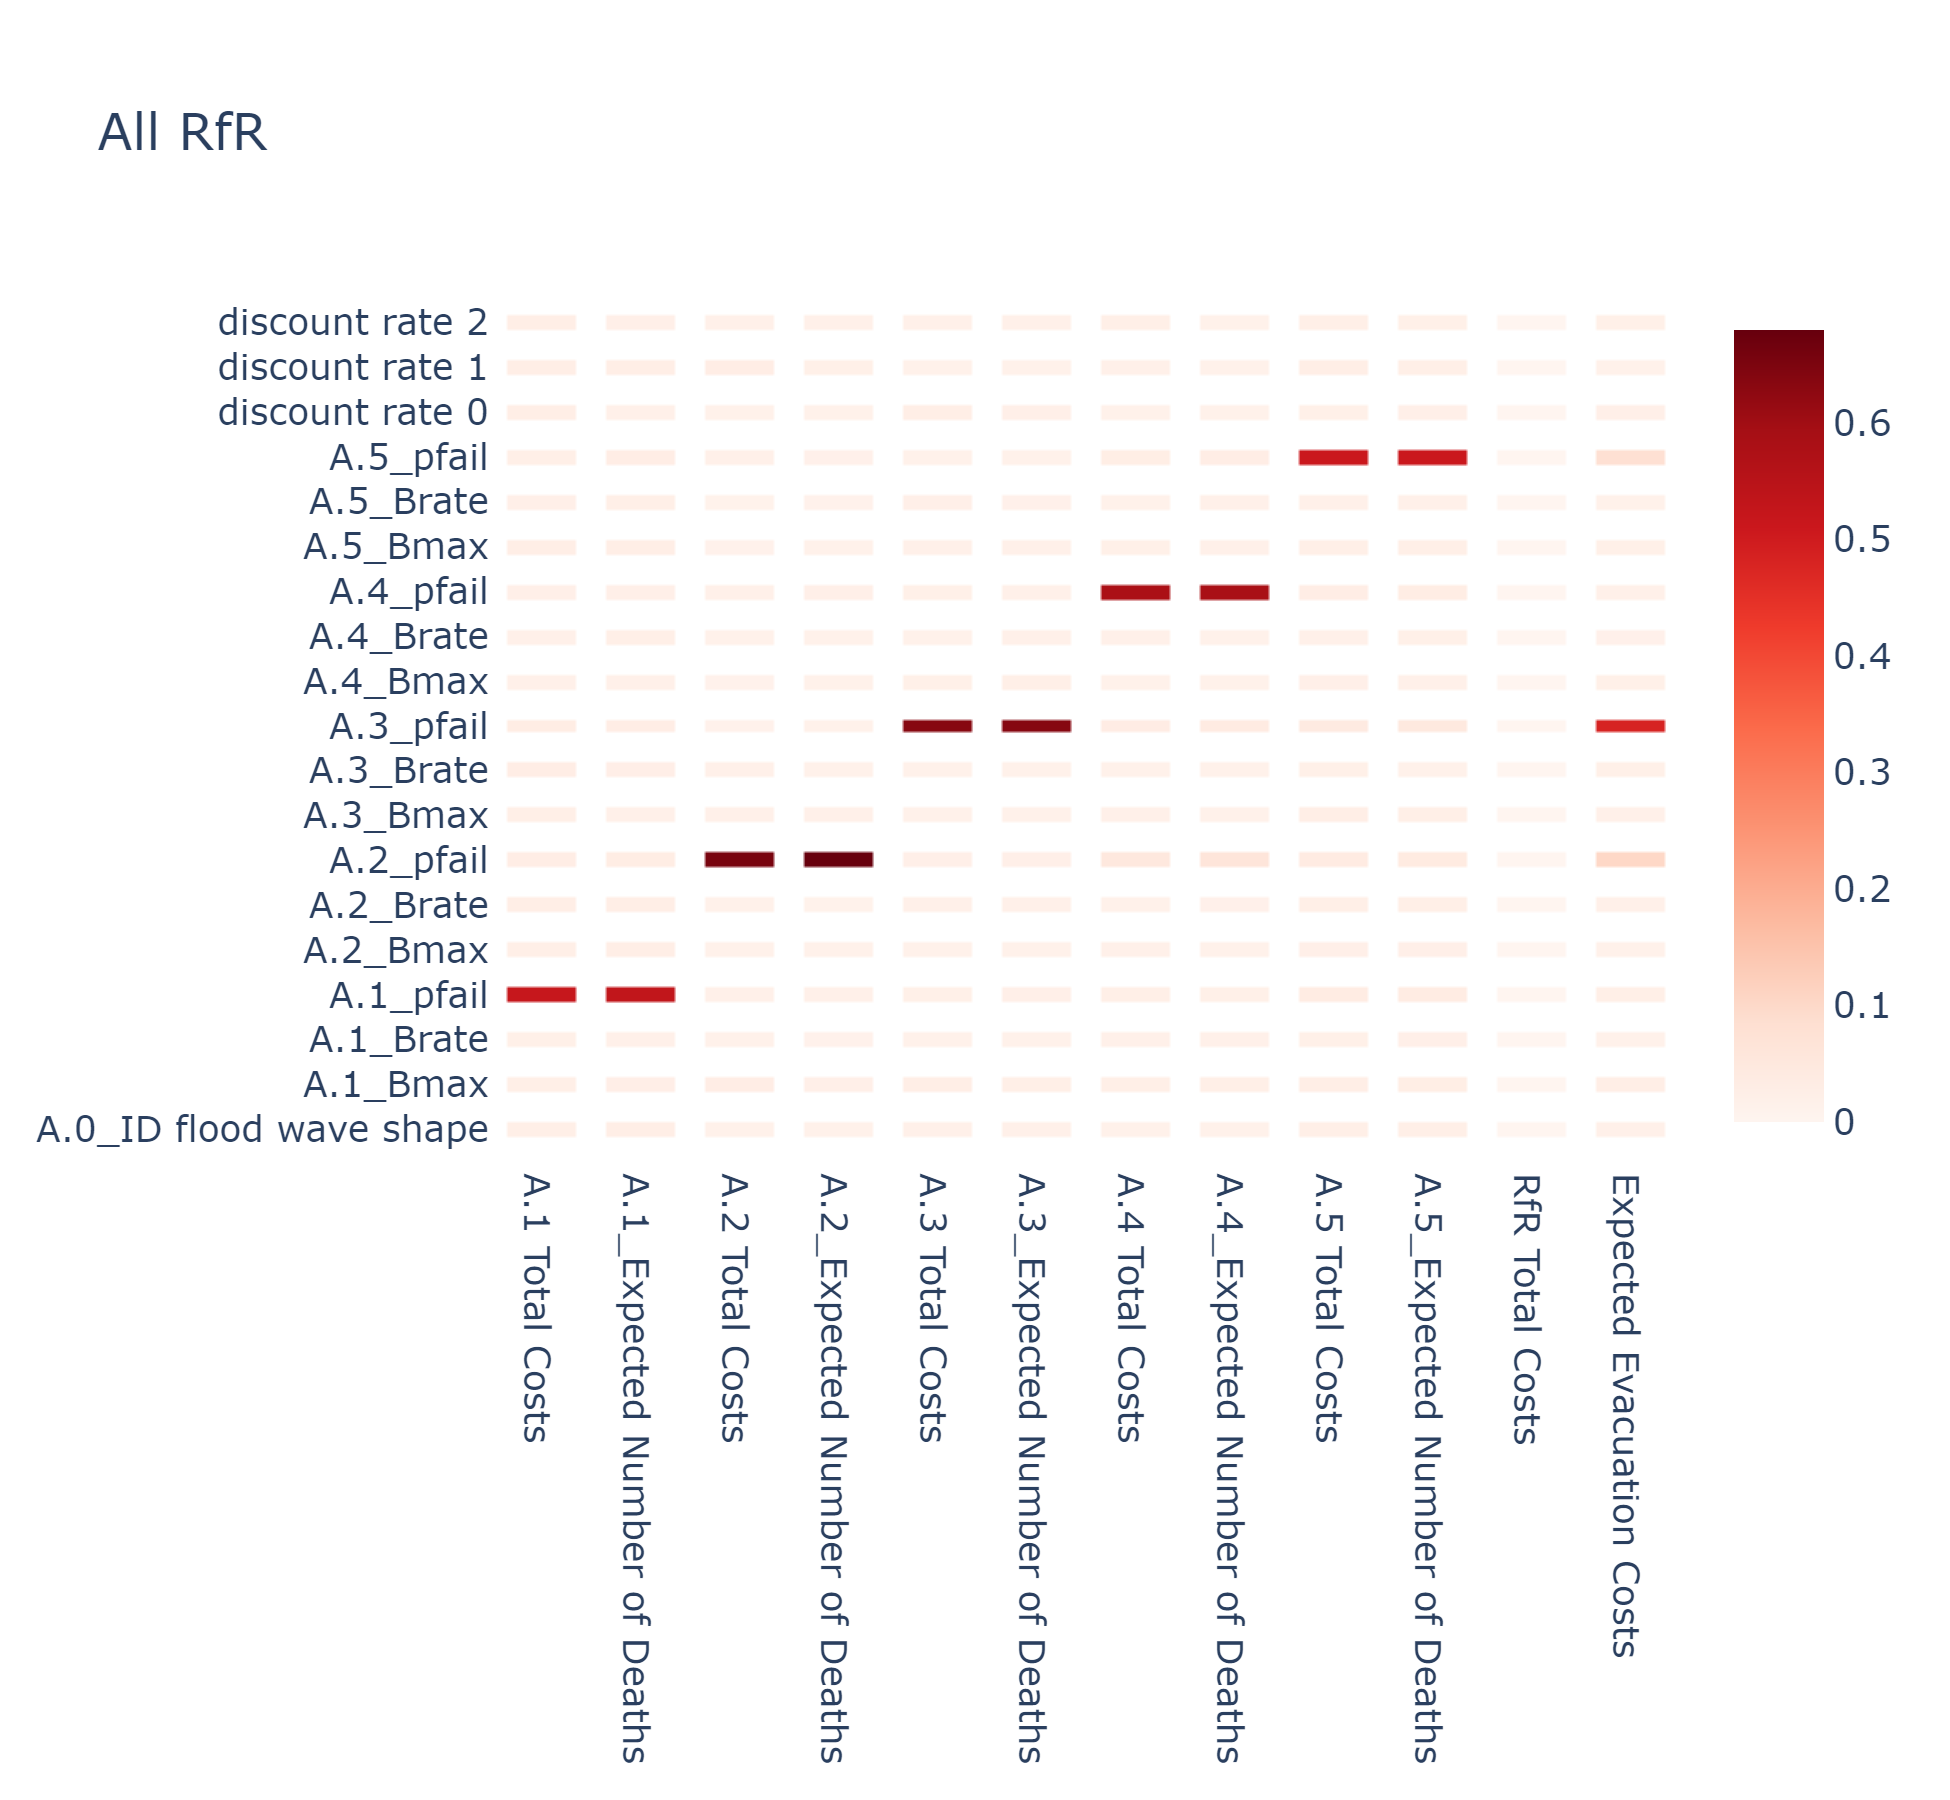 All RfR
discount rate 2
discount rate 1
discount rate 0
A.5_pfail
A.5_Brate
A.5_Bmax
A.4_pfail
A.4_Brate
A.4_Bmax
A.3_pfail
A.3_Brate
A.3_Bmax
A.2_pfail
A.2_Brate
A.2_Bmax
A.1_pfail
A.1_Brate
A.1_Bmax
A.0_ID flood wave shape
A.1 Total Costs
A.1_Expected Number of Deaths
A.2 Total Costs
A.2_Expected Number of Deaths
A.3 Total Costs
A.3_Expected Number of Deaths
A.4 Total Costs
A.4_Expected Number of Deaths
A.5 Total Costs
A.5_Expected Number of Deaths
RfR Total Costs
Expected Evacuation Costs
0.6
0.5
0.4
0.3
0.2
0.1
0